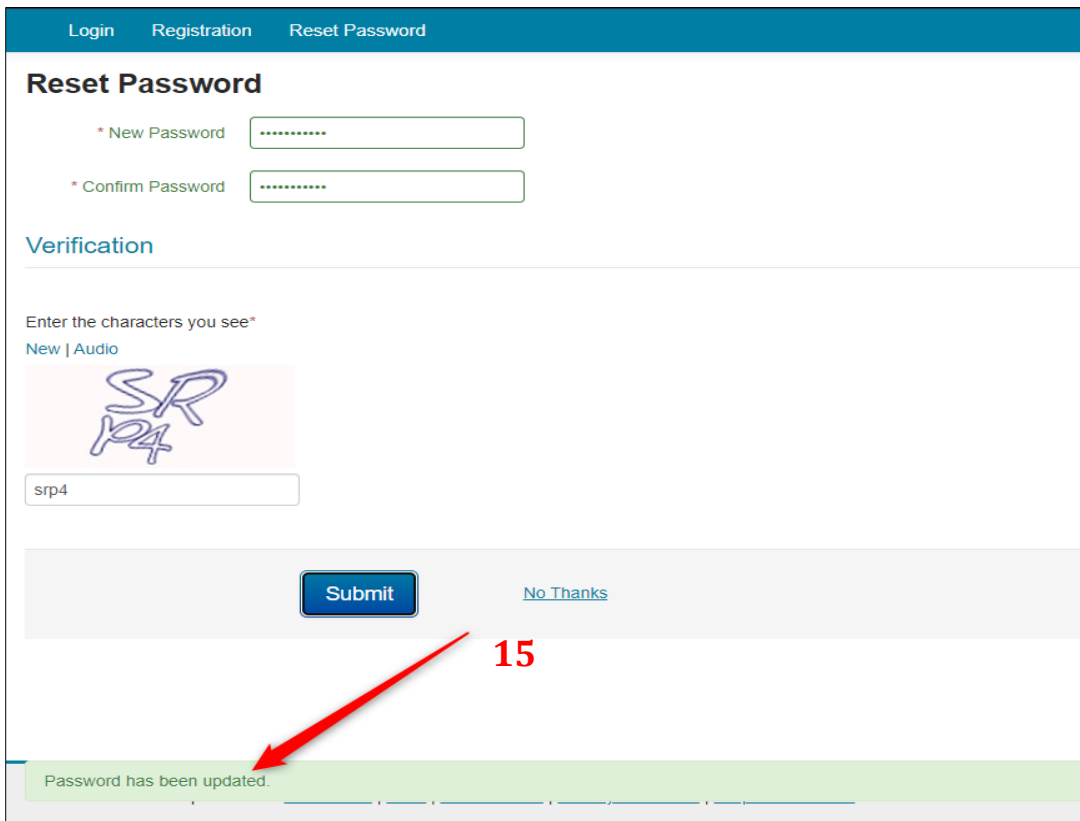 Login Registration Reset Password
Reset Password
* New Password •••••••••••
* Confirm Password •••••••••••
Verification
Enter the characters you see*
New | Audio
SR
rP4
srp4
Submit No Thanks
15
Password has been updated.